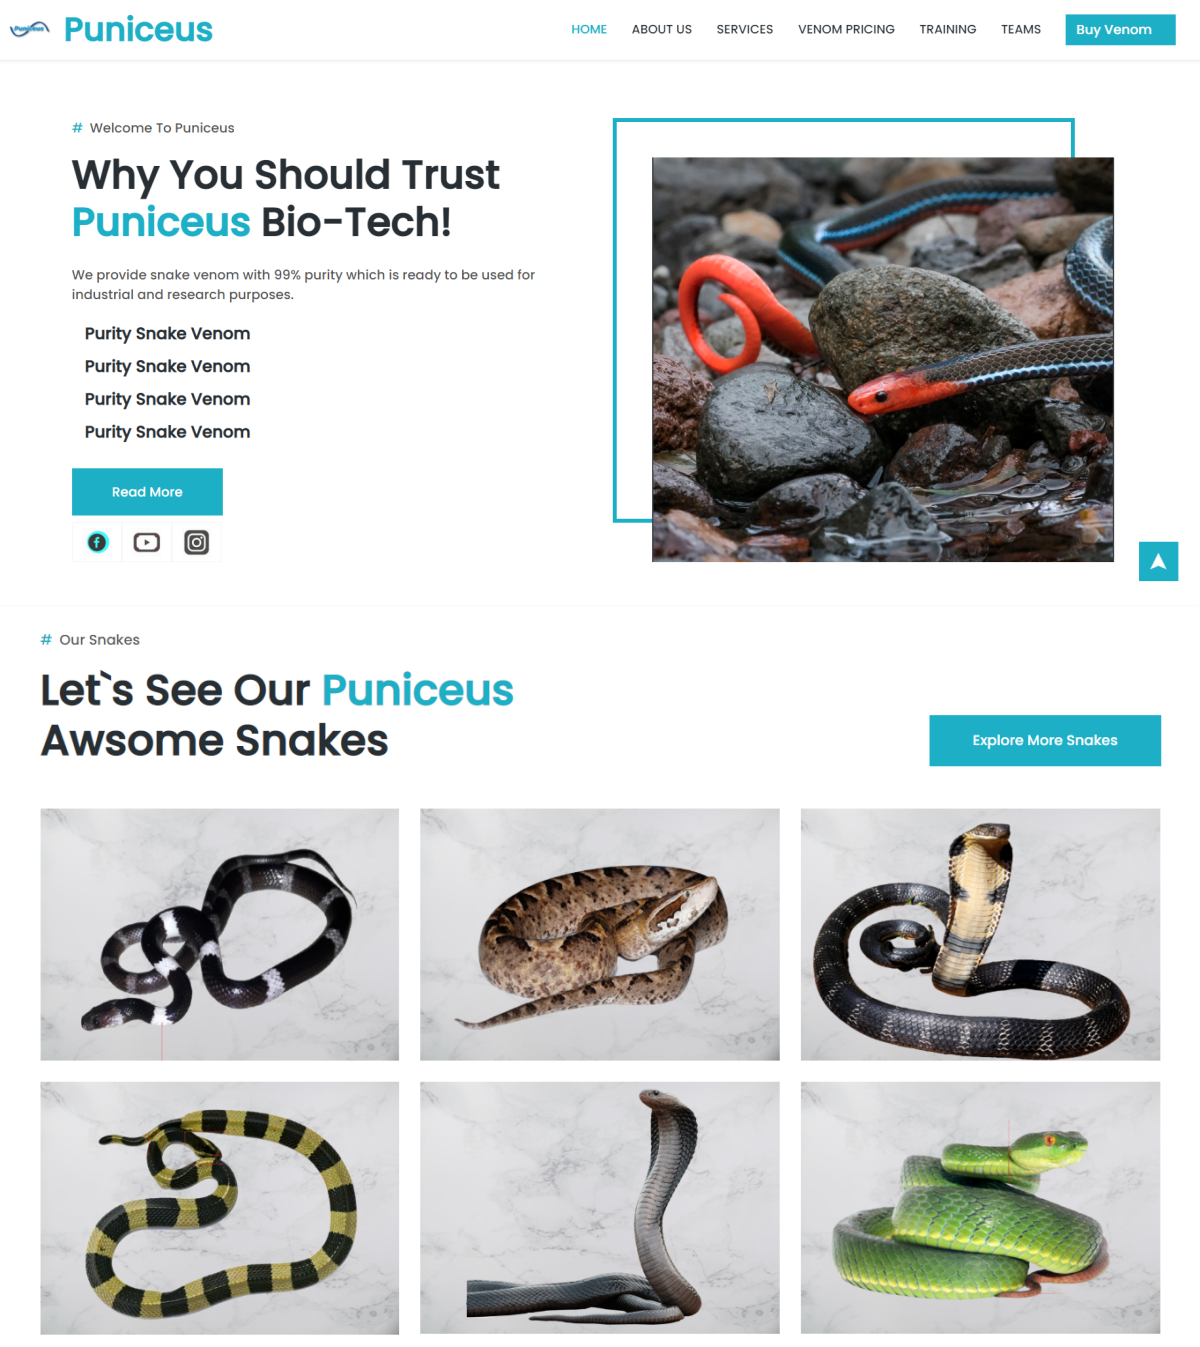 Puniceus
Puniceus
HOME
ABOUT US
SERVICES
VENOM PRICING
TRAINING
TEAMS
Buy Venom
# Welcome To Puniceus
Why You Should Trust
Puniceus Bio-Tech!
We provide snake venom with 99% purity which is ready to be used for
industrial and research purposes.
Purity Snake Venom
Purity Snake Venom
Purity Snake Venom
Purity Snake Venom
Read More
# Our Snakes
Let`s See Our Puniceus
Awsome Snakes
Explore More Snakes